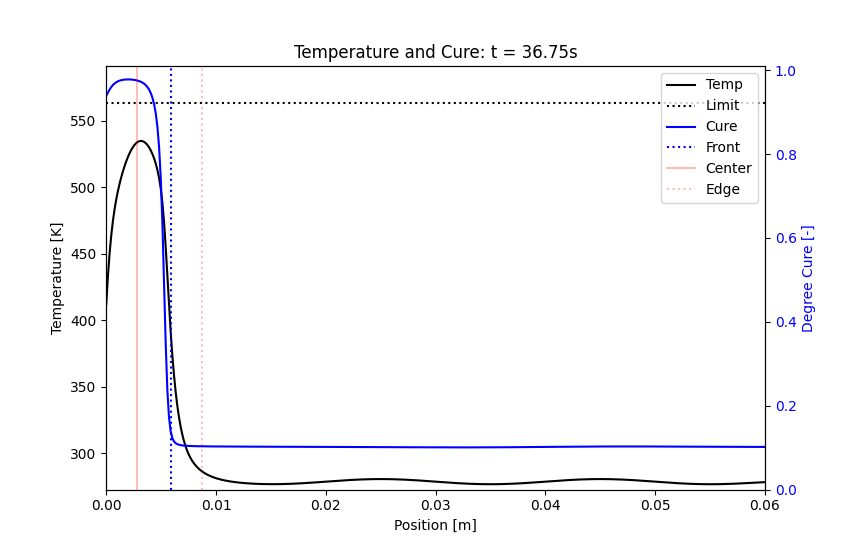 Temperature and Cure: t = 36.75s
Temp
Limit
Cure
Front
Center
Edge
550
500
450
400
350
300
Temperature [K]
1.0
0.8
0.6
0.4
0.2
0.0
Degree Cure [-]
0.00 0.01 0.02 0.03 0.04 0.05 0.06
Position [m]